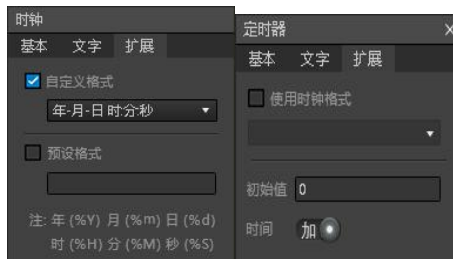 时钟
基本 文字 扩展
自定义格式
年-月-日 时:分:秒
预设格式
注: 年 (%Y) 月 (%m) 日 (%d)
时 (%H) 分 (%M) 秒 (%S)
定时器
基本 文字 扩展
使用时钟格式
初始值 0
时间 加